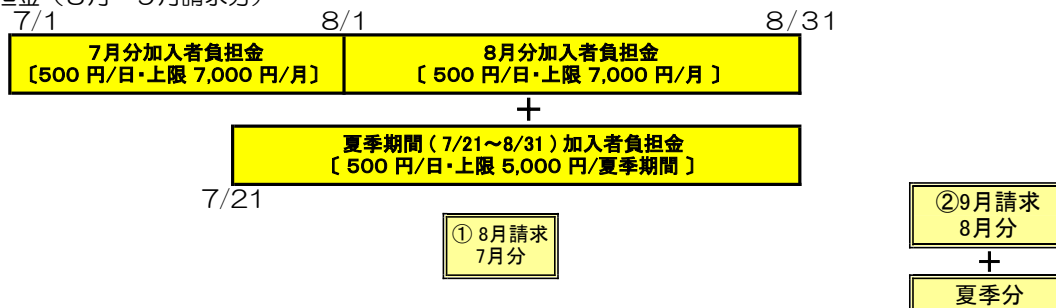 担金（8月・9月請求分）
7/1 8/1 8/31
7月分加入者負担金
〔500 円/日・上限 7,000 円/月〕
8月分加入者負担金
〔 500 円/日・上限 7,000 円/月 〕
＋
夏季期間 ( 7/21～8/31 ) 加入者負担金
〔 500 円/日・上限 5,000 円/夏季期間 〕
7/21
① 8月請求
7月分
②9月請求
8月分
＋
夏季分